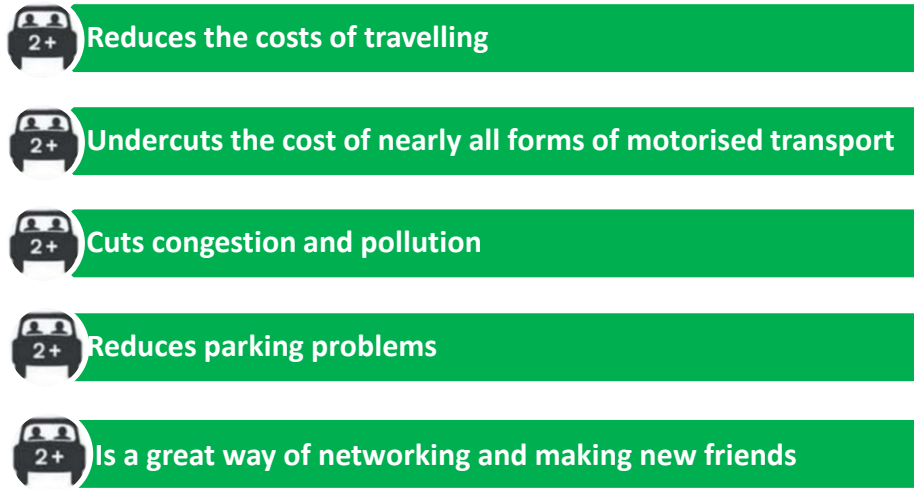 2+ Reduces the costs of travelling
2+ Undercuts the cost of nearly all forms of motorised transport
2+ Cuts congestion and pollution
2+ Reduces parking problems
2+ Is a great way of networking and making new friends